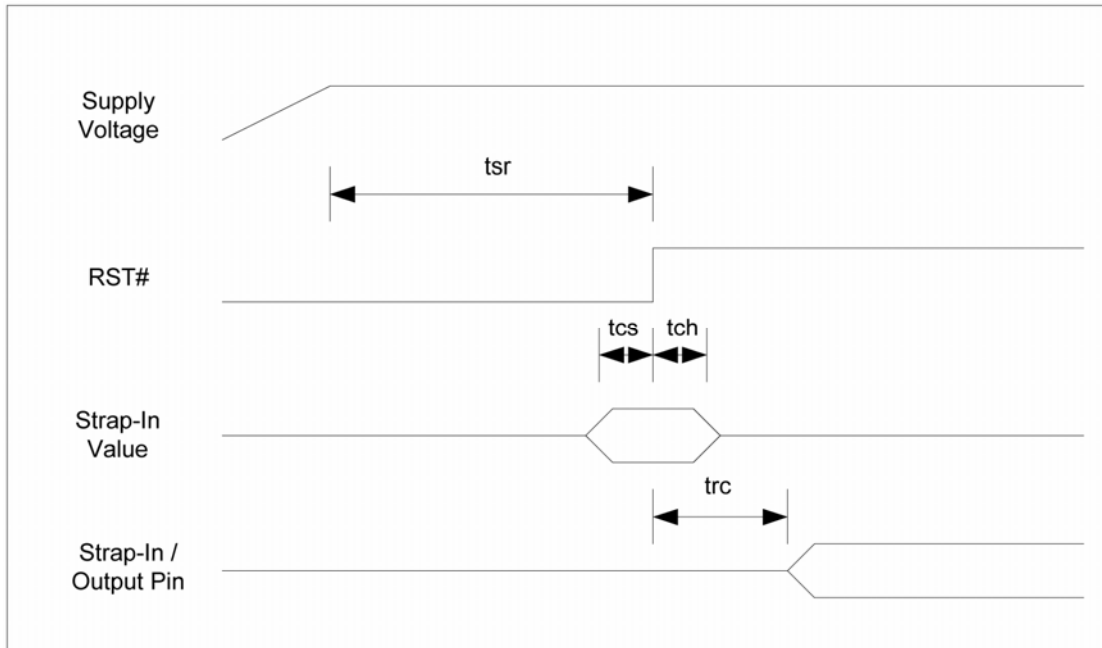 Supply
Voltage
tsr
RST#
tcs
tch
Strap-In
Value
trc
Strap-In /
Output Pin